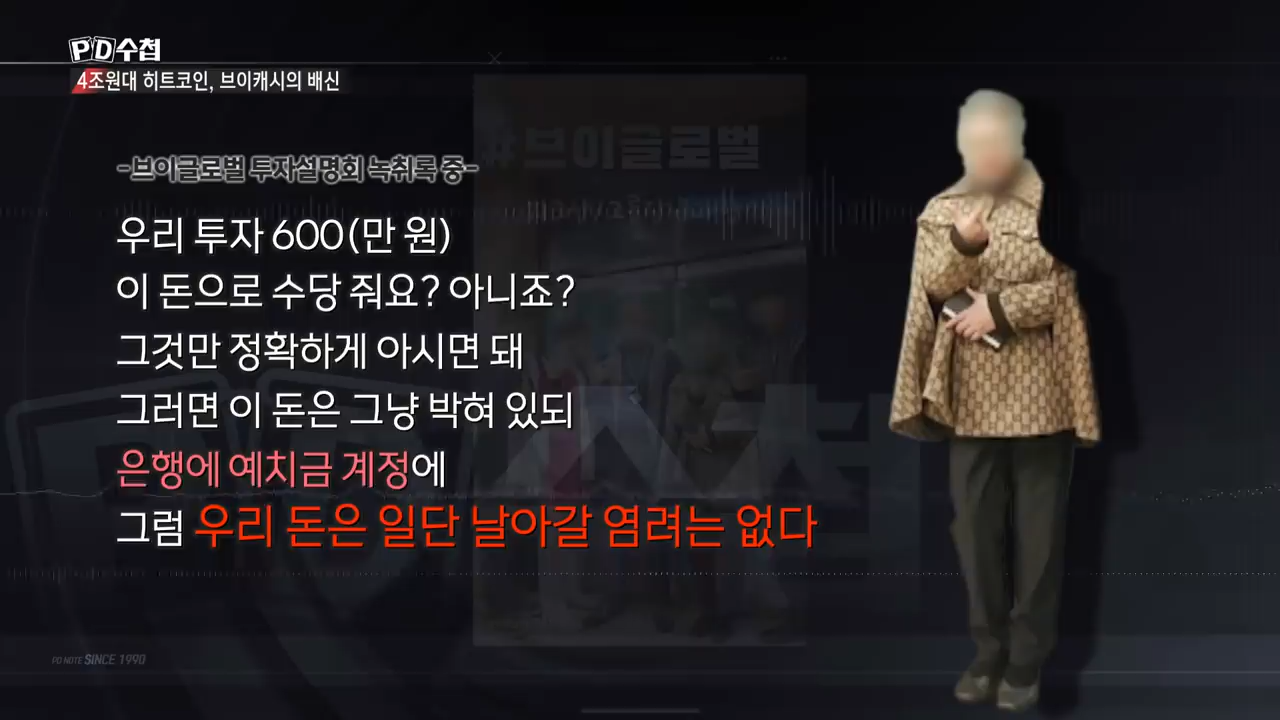 PD수첩
4조원대 히트코인, 브이캐시의 배신
#브이글로벌
-브이글로벌 투자설명회 녹취록 중-
우리 투자 600(만 원)
이 돈으로 수당 줘요? 아니죠?
그것만 정확하게 아시면 돼
그러면 이 돈은 그냥 박혀 있되
은행에 예치금 계정에
그럼 우리 돈은 일단 날아갈 염려는 없다
PD NOTE SINCE 1990